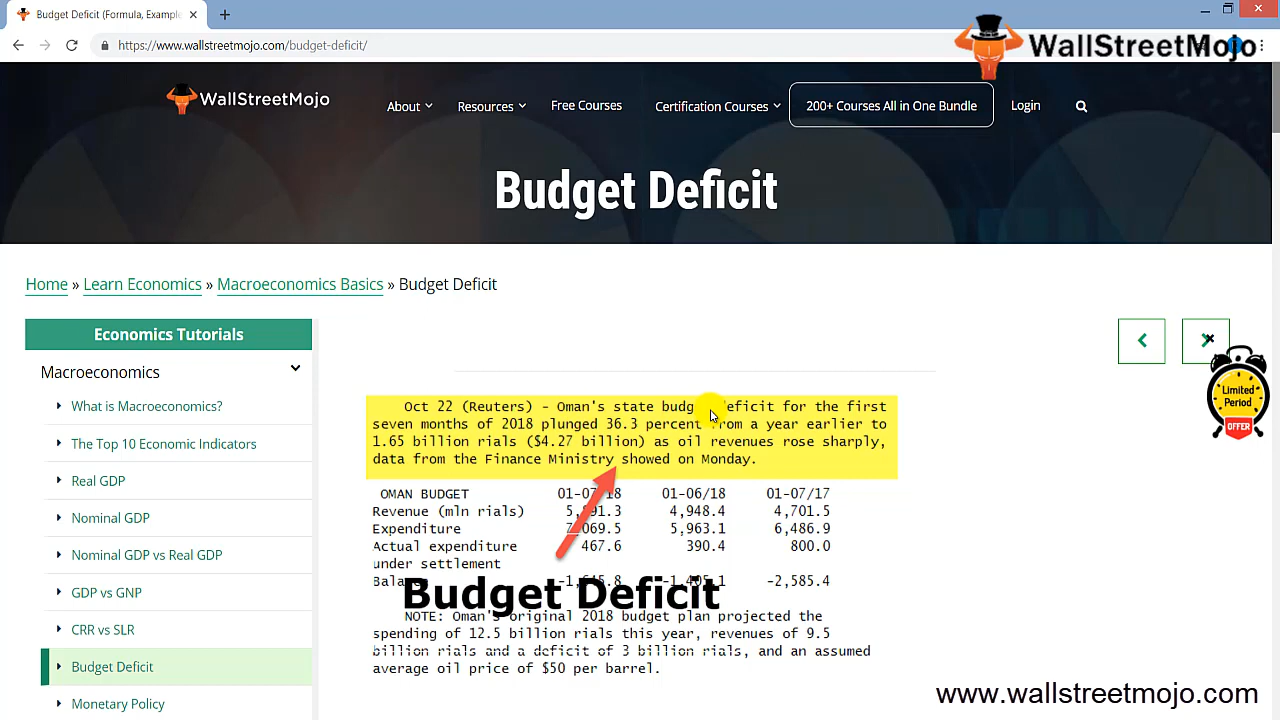 Budget Deficit (Formula, Example
https://www.wallstreetmojo.com/budget-deficit/
WallStreetMojo
WallStreetMojo
About
Resources
Free Courses
Certification Courses
200+ Courses All in One Bundle
Login
Budget Deficit
Home » Learn Economics » Macroeconomics Basics » Budget Deficit
Economics Tutorials
Macroeconomics
What is Macroeconomics?
The Top 10 Economic Indicators
Real GDP
Nominal GDP
Nominal GDP vs Real GDP
GDP vs GNP
CRR vs SLR
Budget Deficit
Monetary Policy
Limited
Period
OFFER
Oct 22 (Reuters) - Oman's state budget deficit for the first
seven months of 2018 plunged 36.3 percent from a year earlier to
1.65 billion rials ($4.27 billion) as oil revenues rose sharply,
data from the Finance Ministry showed on Monday.
OMAN BUDGET 01-07/18 01-06/18 01-07/17
Revenue (mln rials) 4,948.4 4,701.5
Expenditure 5,963.1 6,486.9
Actual expenditure 467.6 390.4 800.0
under settlement
Balance -2,585.4
Budget Deficit
NOTE: Oman's original 2018 budget plan projected the
spending of 12.5 billion rials this year, revenues of 9.5
billion rials and a deficit of 3 billion rials, and an assumed
average oil price of $50 per barrel.
www.wallstreetmojo.com